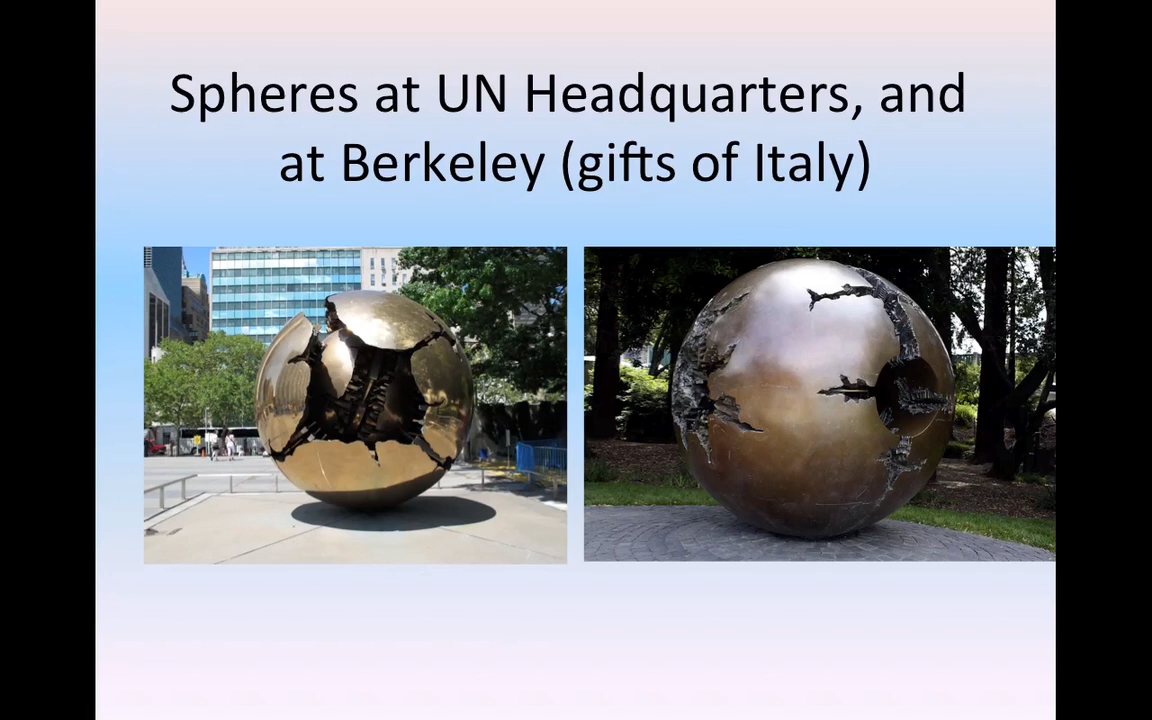 Spheres at UN Headquarters, and
at Berkeley (gifts of Italy)